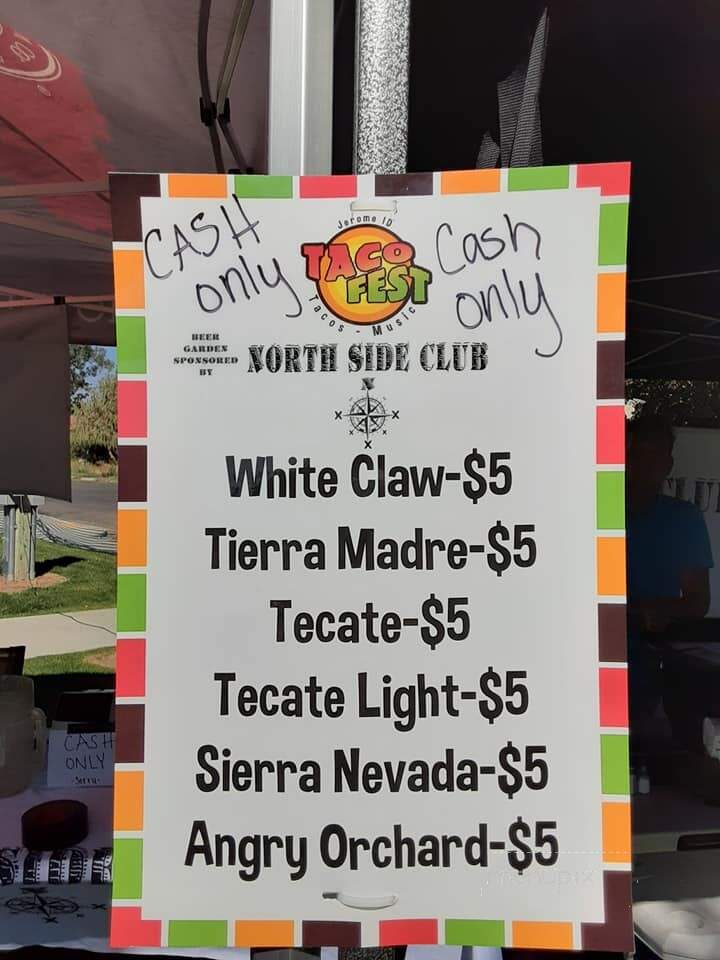 CASH
only
Jerome ID
TACO
FEST
Tacos - Music
Cash
only
BEER
GARDEN
SPONSORED
BY
NORTH SIDE CLUB
N
White Claw-$5
Tierra Madre-$5
Tecate-$5
Tecate Light-$5
Sierra Nevada-$5
Angry Orchard-$5
CASH
ONLY